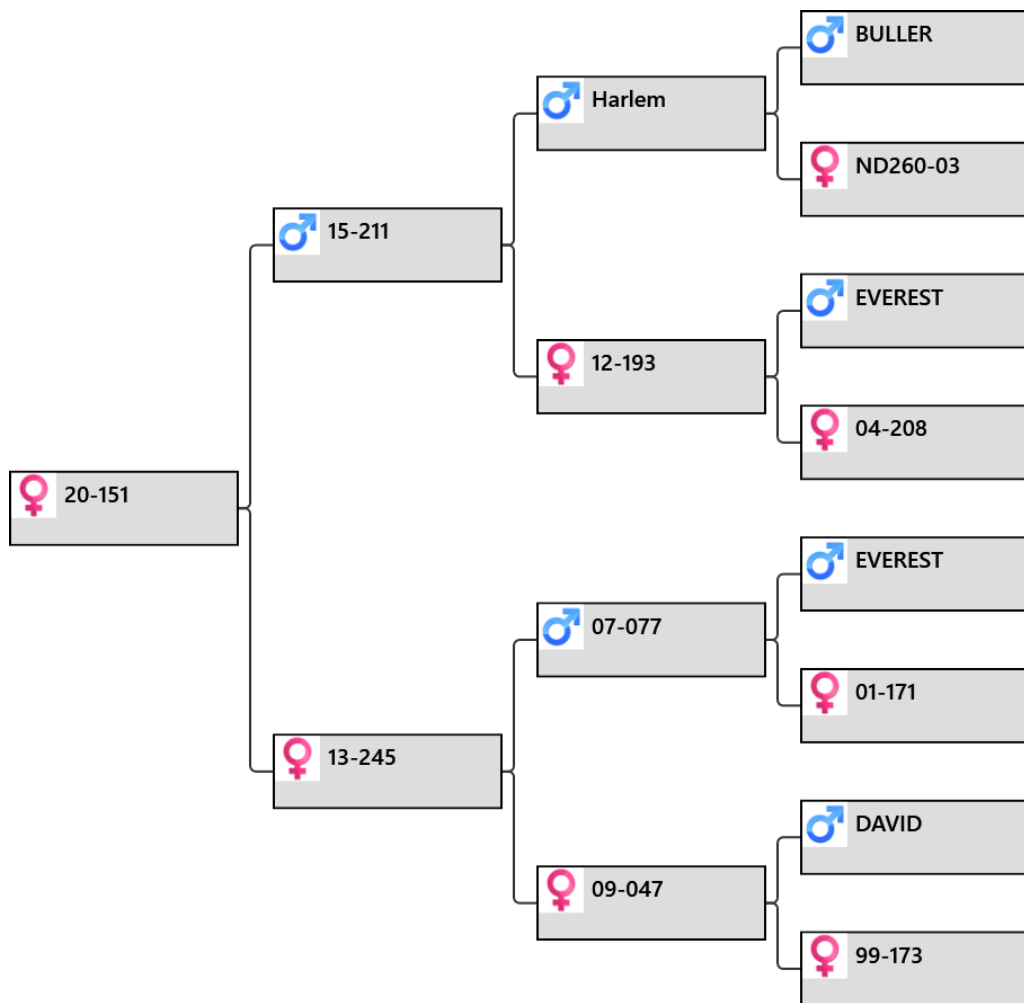 BULLER
Harlem
ND260-03
15-211
EVEREST
12-193
04-208
20-151
EVEREST
07-077
01-171
13-245
DAVID
09-047
99-173